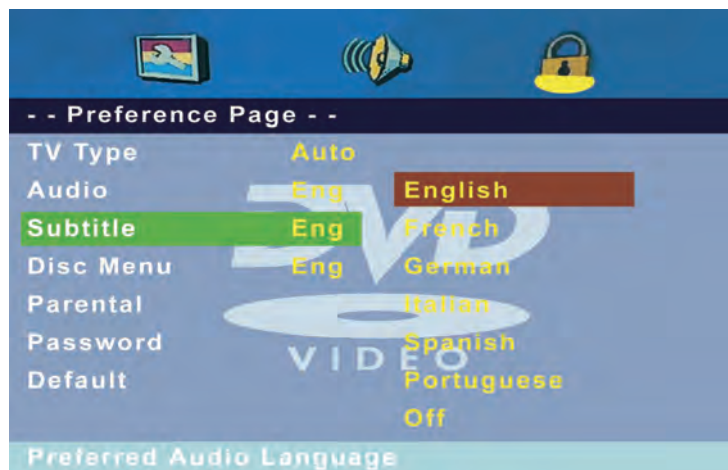 - - Preference Page - -
TV Type Auto
Audio Eng English
Subtitle Eng French
Disc Menu Eng German
Parental Italian
Password Spanish
Default Portuguese
Off
DVD
VIDEO
Preferred Audio Language